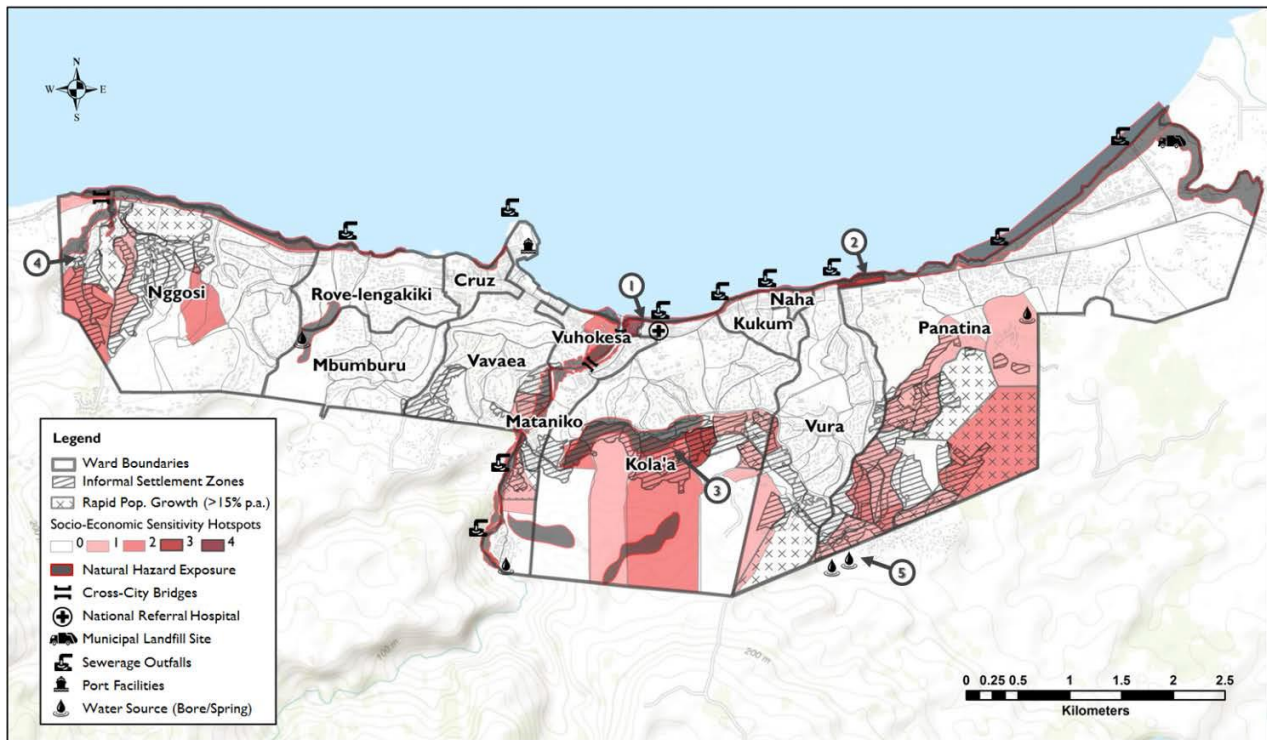 N
W E
S
1
2
4
Nggosi
Rove-lengakiki
Cruz
Naha
Kukum
Panatina
Vuhokesa
Mbumburu
Vavaea
Mataniko
Vura
Kola'a
3
5
Legend
Ward Boundaries
Informal Settlement Zones
Rapid Pop. Growth (>15% p.a.)
Socio-Economic Sensitivity Hotspots
0 1 2 3 4
Natural Hazard Exposure
Cross-City Bridges
National Referral Hospital
Municipal Landfill Site
Sewerage Outfalls
Port Facilities
Water Source (Bore/Spring)
100 m
200 m
0 0.25 0.5 1 1.5 2 2.5
Kilometers